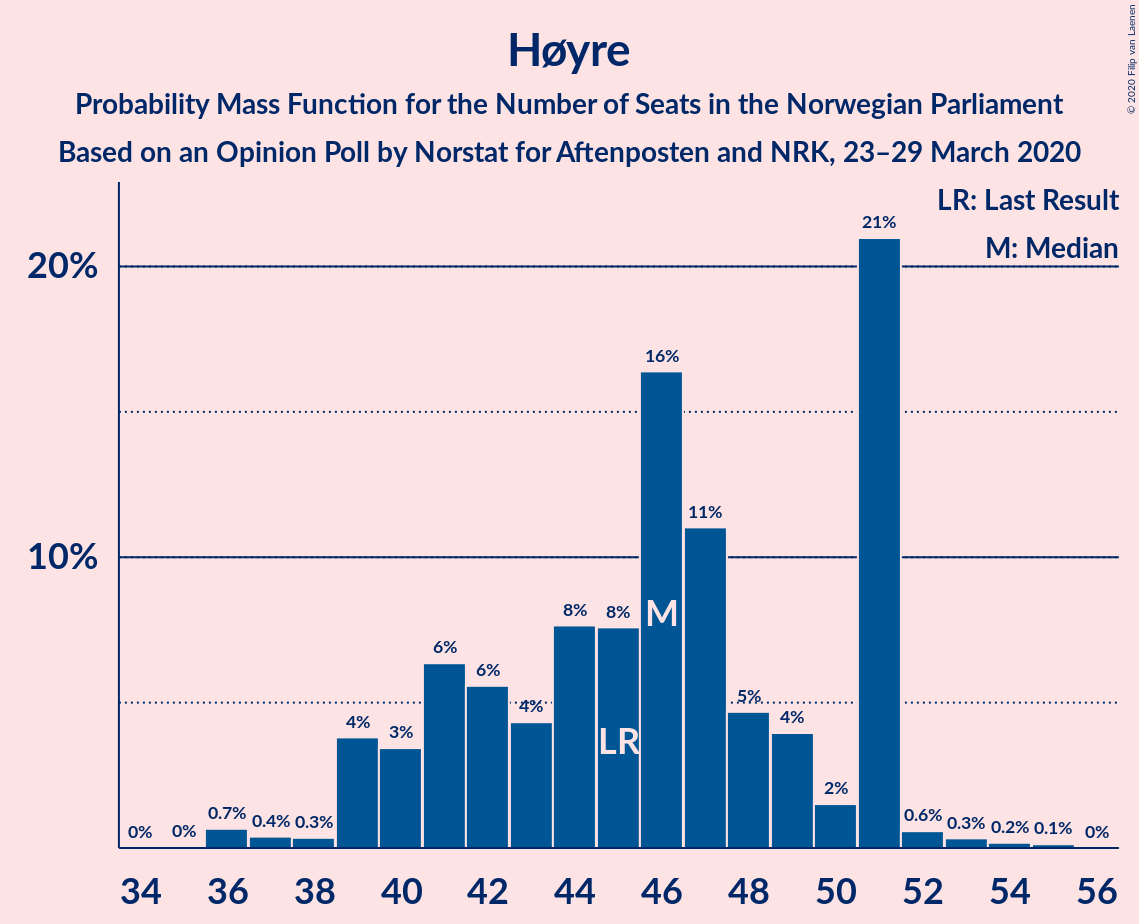 Høyre
Probability Mass Function for the Number of Seats in the Norwegian Parliament
Based on an Opinion Poll by Norstat for Aftenposten and NRK, 23–29 March 2020
© 2020 Filip van Laenen
LR: Last Result
M: Median
20%
10%
0% 0% 0.7% 0.4% 0.3% 4% 3% 6% 6% 4% 8% 8% 16% 11% 5% 4% 2% 21% 0.6% 0.3% 0.2% 0.1% 0%
M
LR
34 36 38 40 42 44 46 48 50 52 54 56